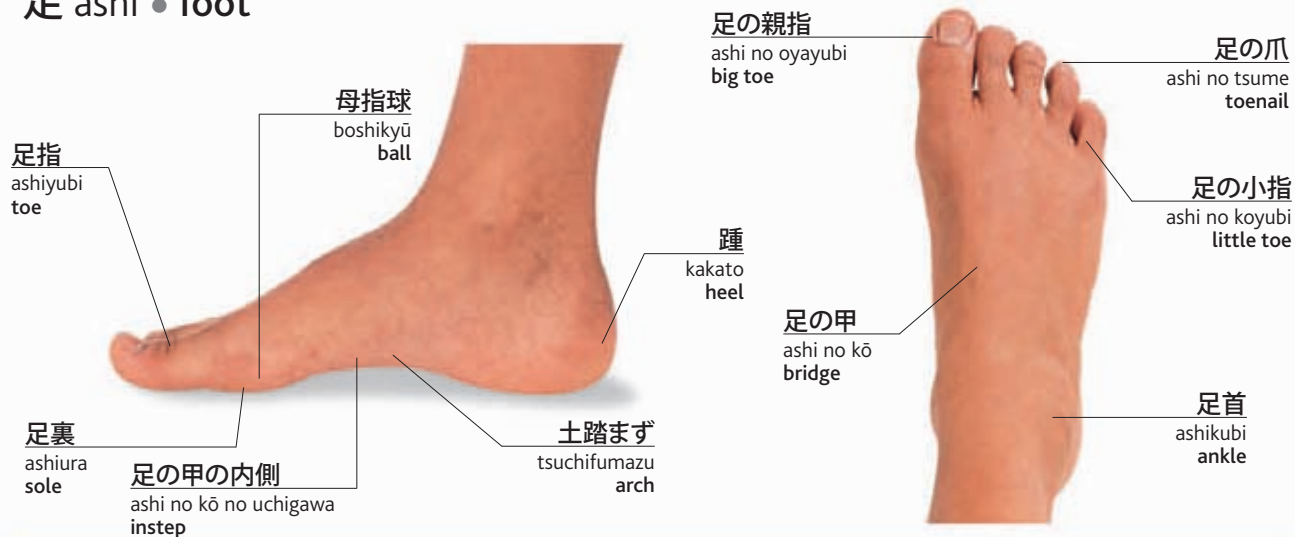 足 ashi • foot
母指球
boshikyū
ball
足指
ashiyubi
toe
踵
kakato
heel
足裏
ashiura
sole
足の甲の内側
ashi no kō no uchigawa
instep
土踏まず
tsuchifumazu
arch
足の親指
ashi no oyayubi
big toe
足の爪
ashi no tsume
toenail
足の小指
ashi no koyubi
little toe
足の甲
ashi no kō
bridge
足首
ashikubi
ankle